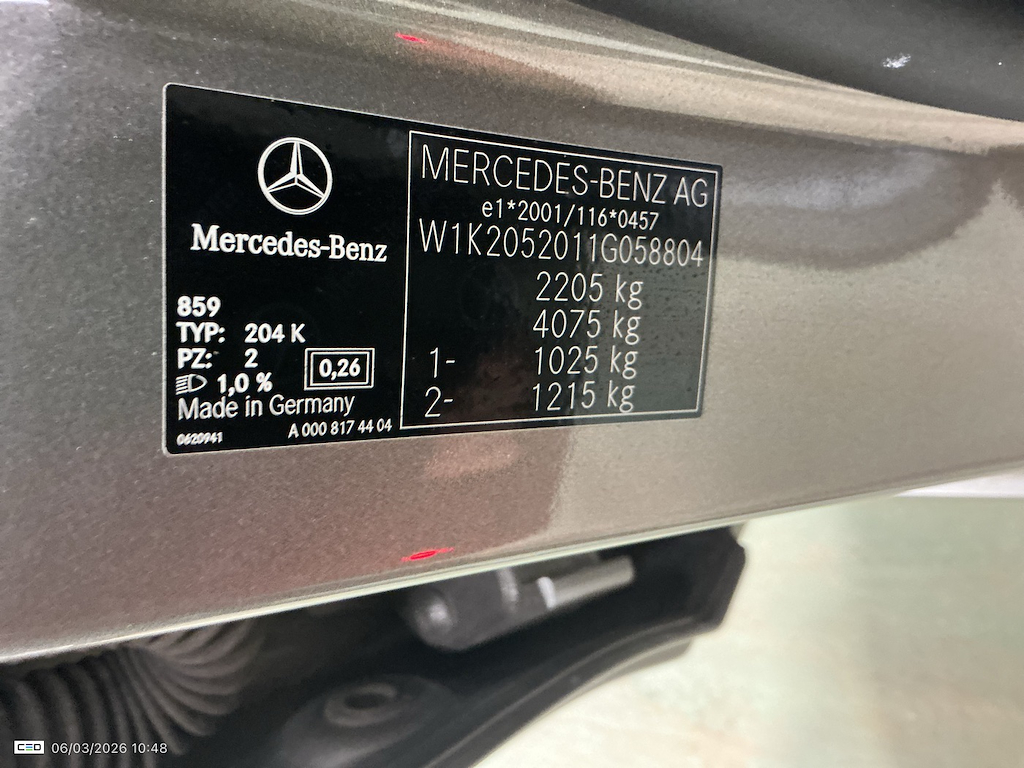 Mercedes-Benz
859
TYP: 204 K
PZ: 2
1,0 %
0,26
Made in Germany
0620941
A 000 817 44 04
MERCEDES-BENZ AG
e1*2001/116*0457
W1K2052011G058804
2205 kg
4075 kg
1- 1025 kg
2- 1215 kg
CEO 06/03/2026 10:48